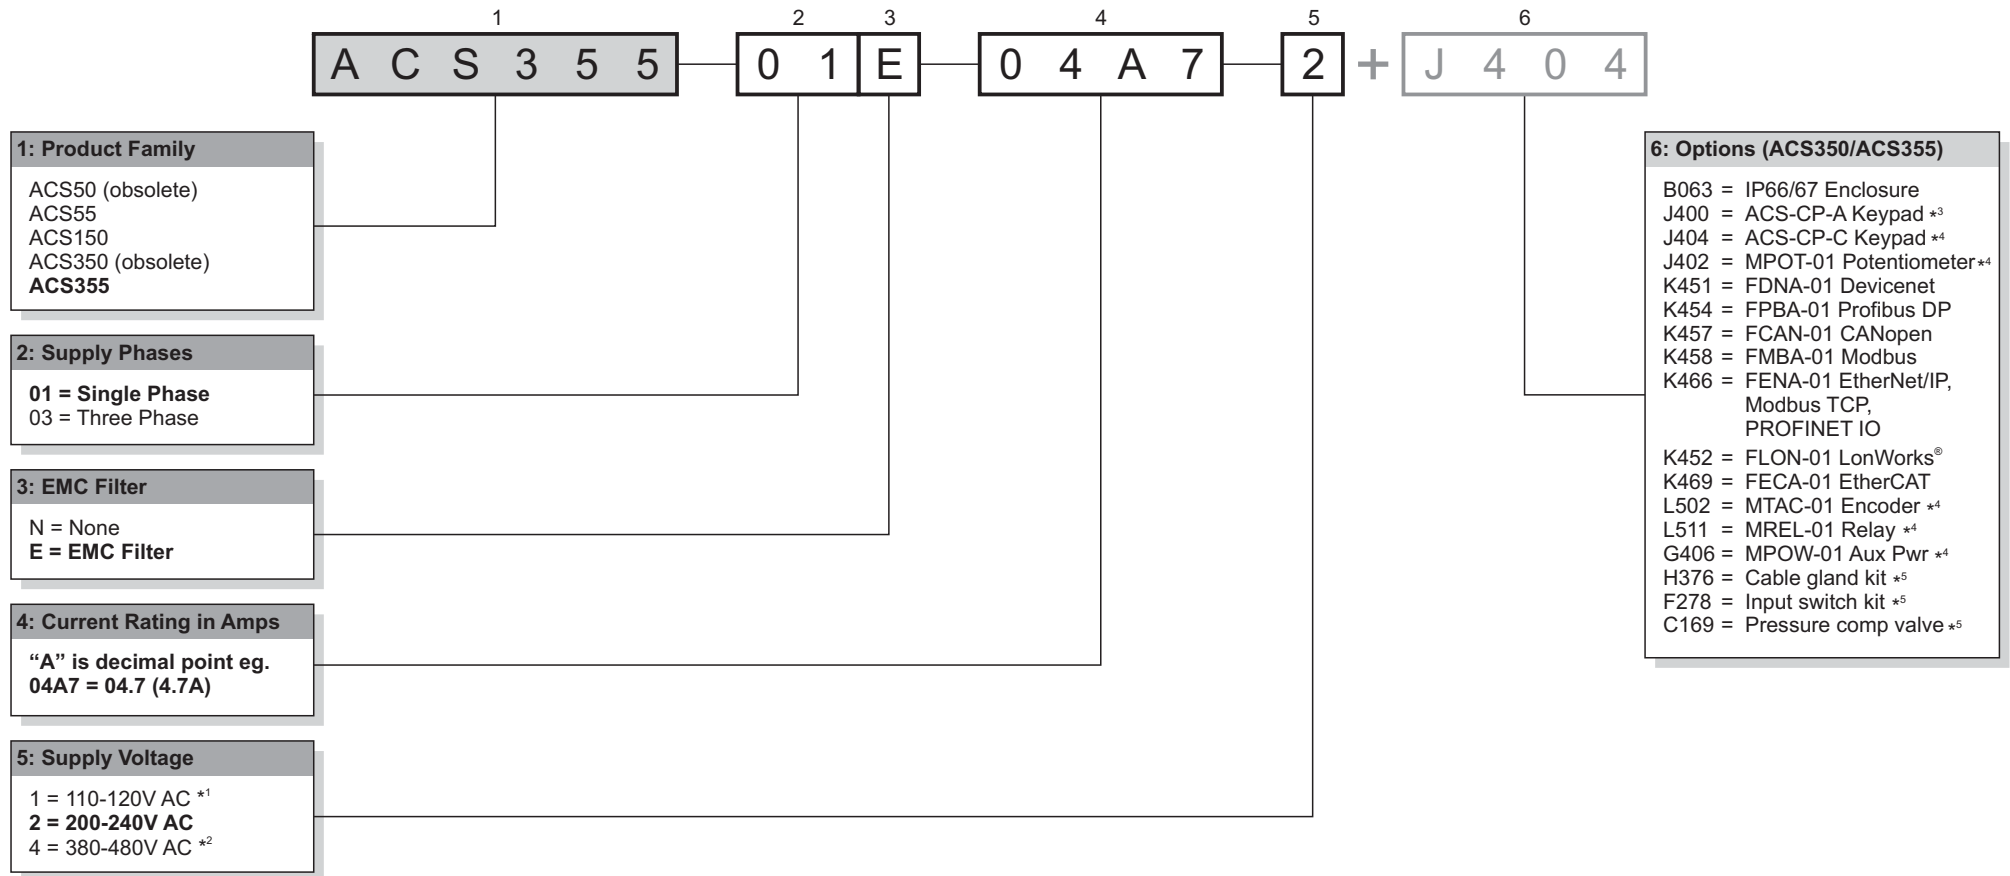 1 2 3 4 5 6
A C S 3 5 5 0 1 E 0 4 A 7 2 + J 4 0 4
1: Product Family
ACS50 (obsolete)
ACS55
ACS150
ACS350 (obsolete)
ACS355
2: Supply Phases
01 = Single Phase
03 = Three Phase
3: EMC Filter
N = None
E = EMC Filter
4: Current Rating in Amps
“A” is decimal point eg.
04A7 = 04.7 (4.7A)
5: Supply Voltage
1 = 110-120V AC *1
2 = 200-240V AC
4 = 380-480V AC *2
6: Options (ACS350/ACS355)
B063 = IP66/67 Enclosure
J400 = ACS-CP-A Keypad *3
J404 = ACS-CP-C Keypad *4
J402 = MPOT-01 Potentiometer *4
K451 = FDNA-01 Devicenet
K454 = FPBA-01 Profibus DP
K457 = FCAN-01 CANopen
K458 = FMBA-01 Modbus
K466 = FENA-01 EtherNet/IP,
Modbus TCP,
PROFINET IO
K452 = FLON-01 LonWorks®
K469 = FECA-01 EtherCAT
L502 = MTAC-01 Encoder *4
L511 = MREL-01 Relay *4
G406 = MPOW-01 Aux Pwr *4
H376 = Cable gland kit *5
F278 = Input switch kit *5
C169 = Pressure comp valve *5